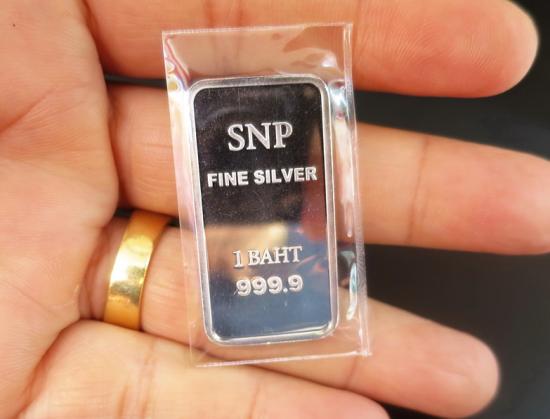 SNP
FINE SILVER
1 BAHT
999.9